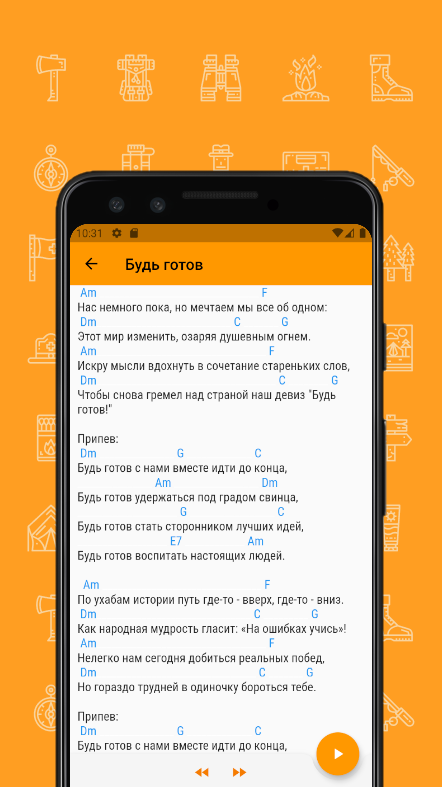 10:31
Будь готов
Am F
Нас немного пока, но мечтаем мы все об одном:
Dm C G
Этот мир изменить, озаряя душевным огнем.
Am F
Искру мысли вдохнуть в сочетание стареньких слов,
Dm C G
Чтобы снова гремел над страной наш девиз "Будь
готов!"
Припев:
Dm G C
Будь готов с нами вместе идти до конца,
Am Dm
Будь готов удержаться под градом свинца,
G C
Будь готов стать сторонником лучших идей,
E7 Am
Будь готов воспитать настоящих людей.
Am F
По ухабам истории путь где-то - вверх, где-то - вниз.
Dm C G
Как народная мудрость гласит: «На ошибках учись»!
Am F
Нелегко нам сегодня добиться реальных побед,
Dm C G
Но гораздо трудней в одиночку бороться тебе.
Припев:
Dm G C
Будь готов с нами вместе идти до конца,